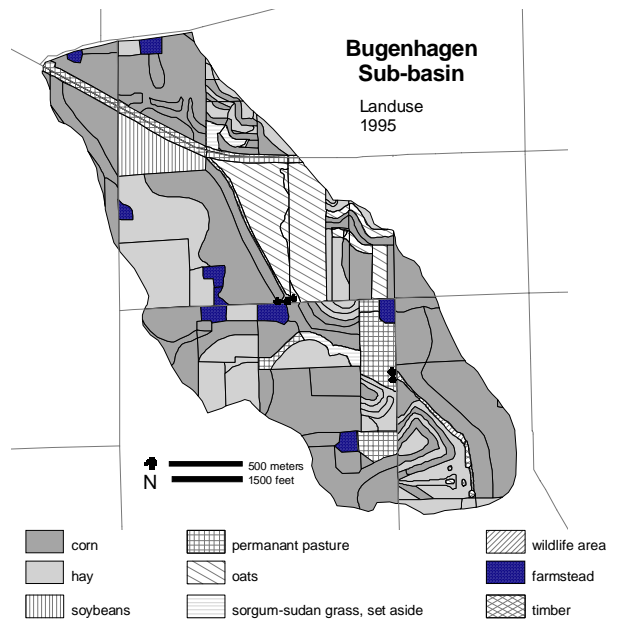 Bugenhagen
Sub-basin
Landuse
1995
500 meters
N
1500 feet
corn
permanant pasture
wildlife area
hay
oats
farmstead
soybeans
sorgum-sudan grass, set aside
timber